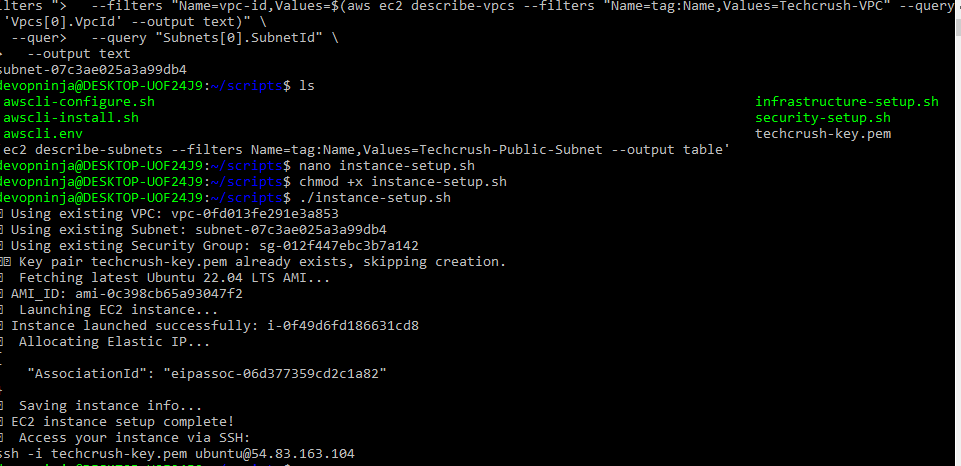 ilters ">   --filters "Name=vpc-id,Values=$(aws ec2 describe-vpcs --filters "Name=tag:Name,Values=Techcrush-VPC" --query
'Vpcs[0].VpcId' --output text)" \
--quer>   --query "Subnets[0].SubnetId" \
>   --output text
subnet-07c3ae025a3a99db4
devopninja@DESKTOP-UOF24J9:~/scripts$ ls
awscli-configure.sh infrastructure-setup.sh
awscli-install.sh security-setup.sh
awscli.env techcrush-key.pem
'ec2 describe-subnets --filters Name=tag:Name,Values=Techcrush-Public-Subnet --output table'
devopninja@DESKTOP-UOF24J9:~/scripts$ nano instance-setup.sh
devopninja@DESKTOP-UOF24J9:~/scripts$ chmod +x instance-setup.sh
devopninja@DESKTOP-UOF24J9:~/scripts$ ./instance-setup.sh
Using existing VPC: vpc-0fd013fe291e3a853
Using existing Subnet: subnet-07c3ae025a3a99db4
Using existing Security Group: sg-012f447ebc3b7a142
Key pair techcrush-key.pem already exists, skipping creation.
Fetching latest Ubuntu 22.04 LTS AMI...
AMI_ID: ami-0c398cb65a93047f2
Launching EC2 instance...
Instance launched successfully: i-0f49d6fd186631cd8
Allocating Elastic IP...
"AssociationId": "eipassoc-06d377359cd2c1a82"
Saving instance info...
EC2 instance setup complete!
Access your instance via SSH:
ssh -i techcrush-key.pem ubuntu@54.83.163.104